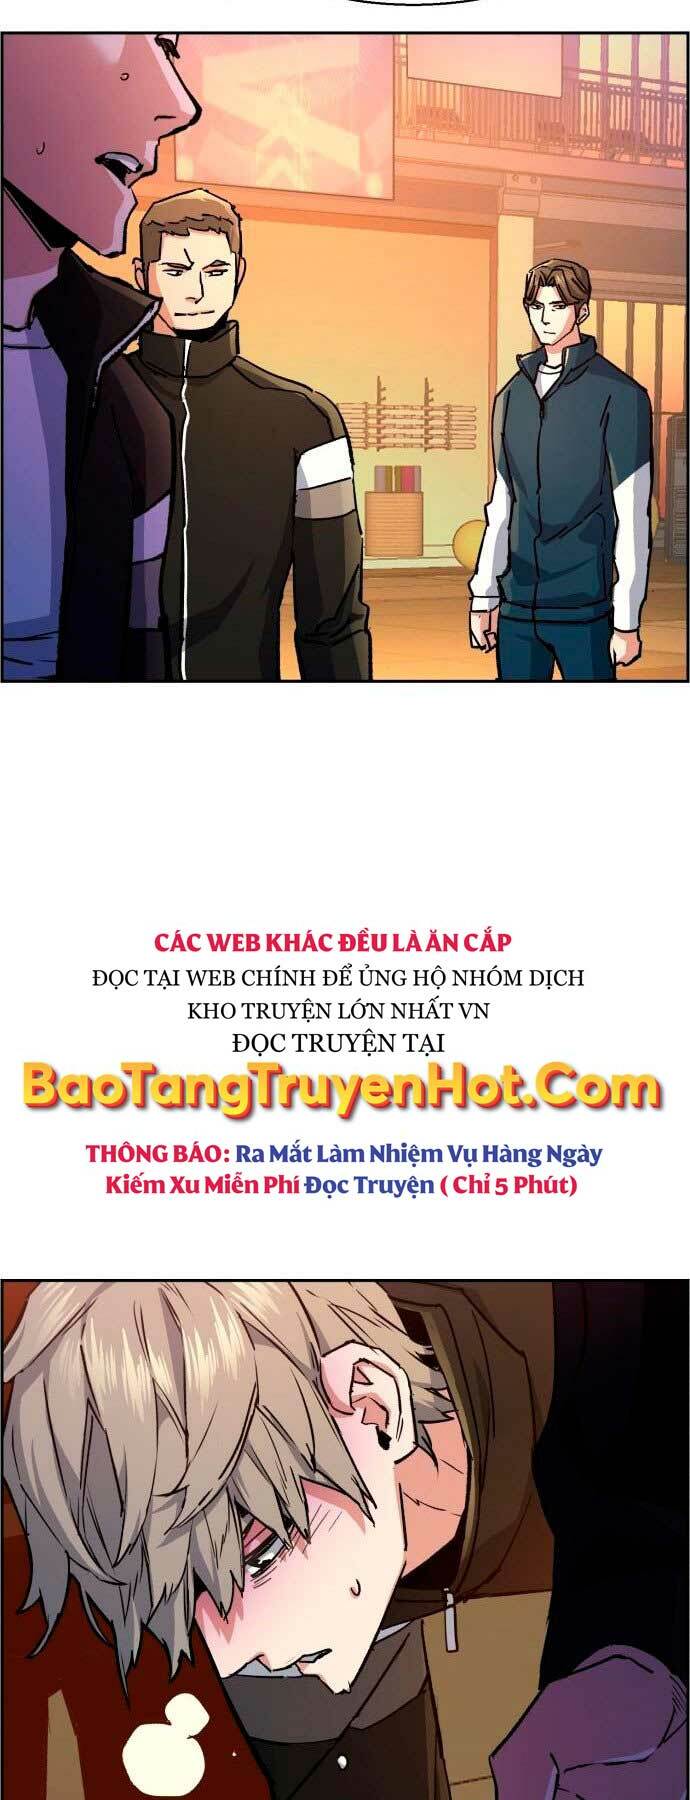 CÁC WEB KHÁC ĐỀU LÀ ĂN CẮP
ĐỌC TẠI WEB CHÍNH ĐỂ ỦNG HỘ NHÓM DỊCH
KHO TRUYỆN LỚN NHẤT VN
ĐỌC TRUYỆN TẠI
BaoTangTruyenHot.Com
THÔNG BÁO: Ra Mắt Làm Nhiệm Vụ Hàng Ngày
Kiếm Xu Miễn Phí Đọc Truyện ( Chỉ 5 Phút)